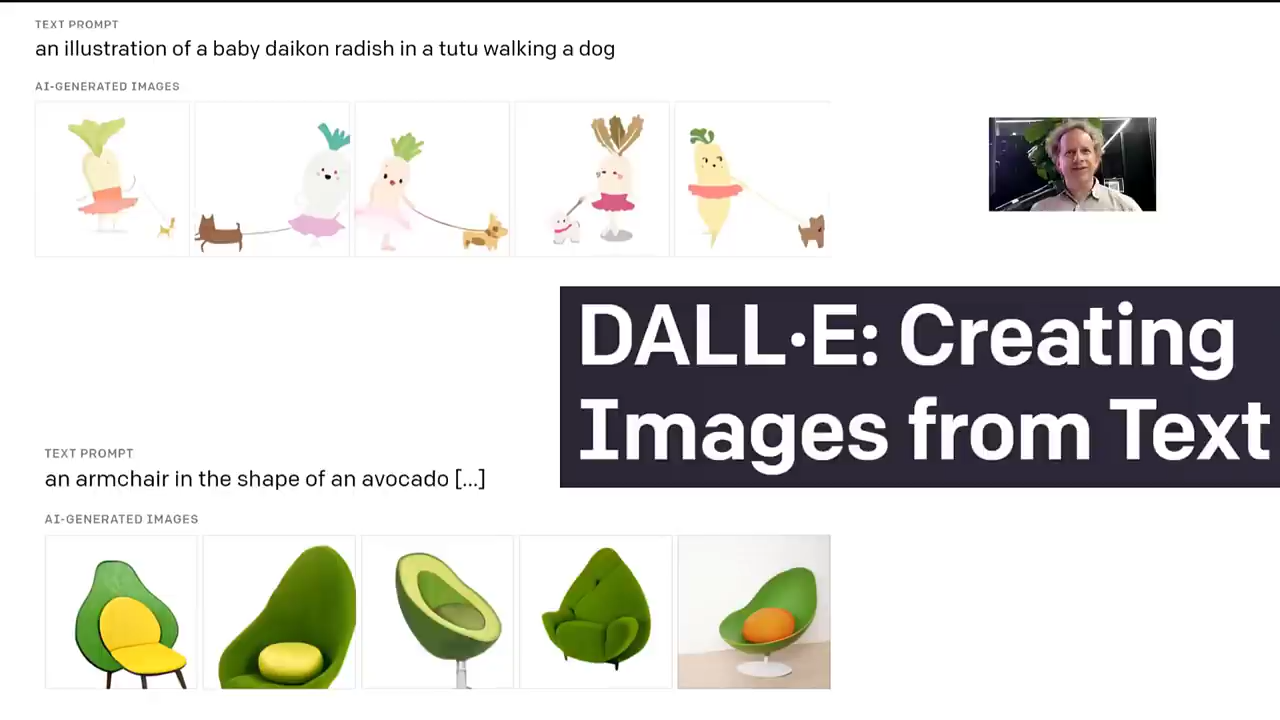 TEXT PROMPT
an illustration of a baby daikon radish in a tutu walking a dog
AI-GENERATED IMAGES
DALL·E: Creating
Images from Text
TEXT PROMPT
an armchair in the shape of an avocado [...]
AI-GENERATED IMAGES